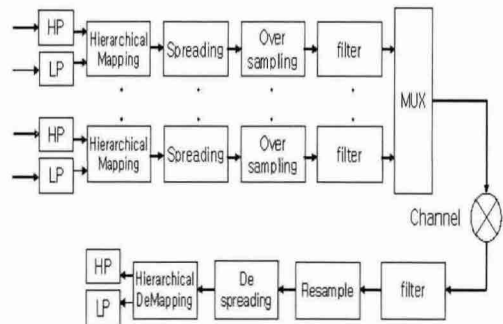 HP
LP
Hierarchical
Mapping
Spreading
Over
sampling
filter
MUX
HP
LP
Hierarchical
Mapping
Spreading
Over
sampling
filter
Channel
HP
LP
Hierarchical
DeMapping
De
spreading
Resample
filter